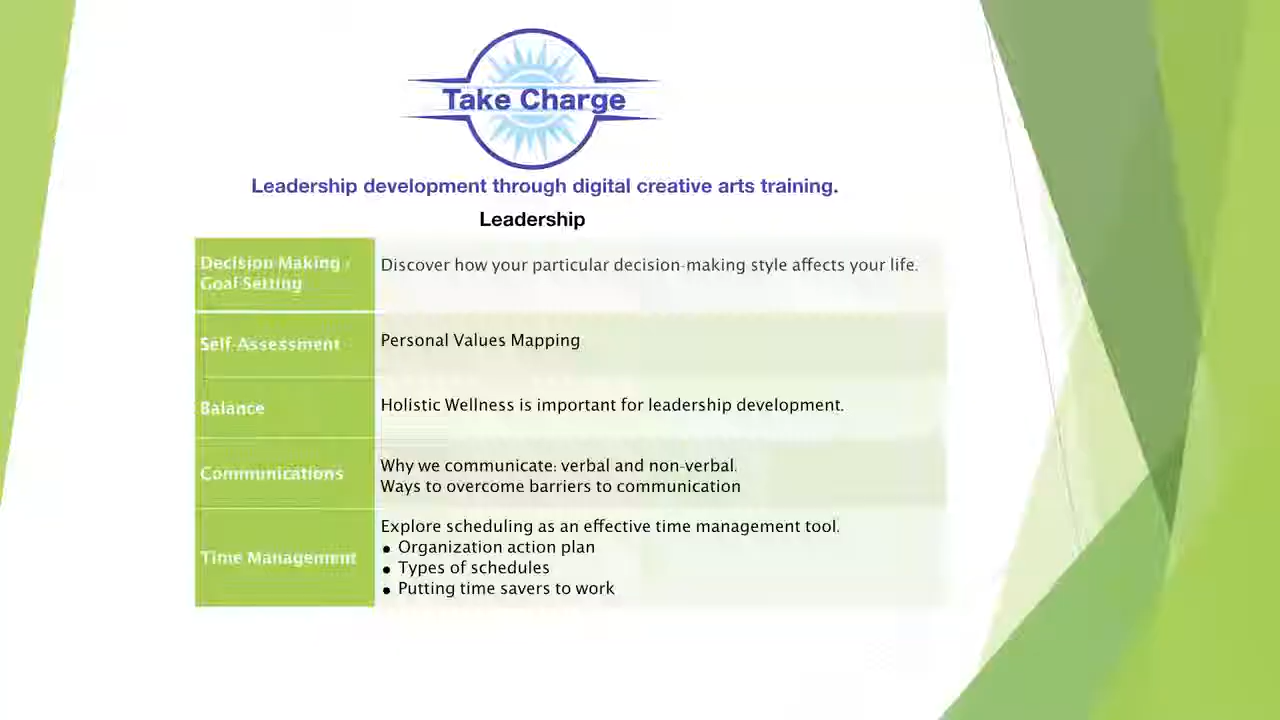 Take Charge
Leadership development through digital creative arts training.
Leadership
Decision Making /
Goal Setting
Discover how your particular decision-making style affects your life.
Self-Assessment
Personal Values Mapping
Balance
Holistic Wellness is important for leadership development.
Communications
Why we communicate: verbal and non-verbal.
Ways to overcome barriers to communication
Time Management
Explore scheduling as an effective time management tool.
• Organization action plan
• Types of schedules
• Putting time savers to work